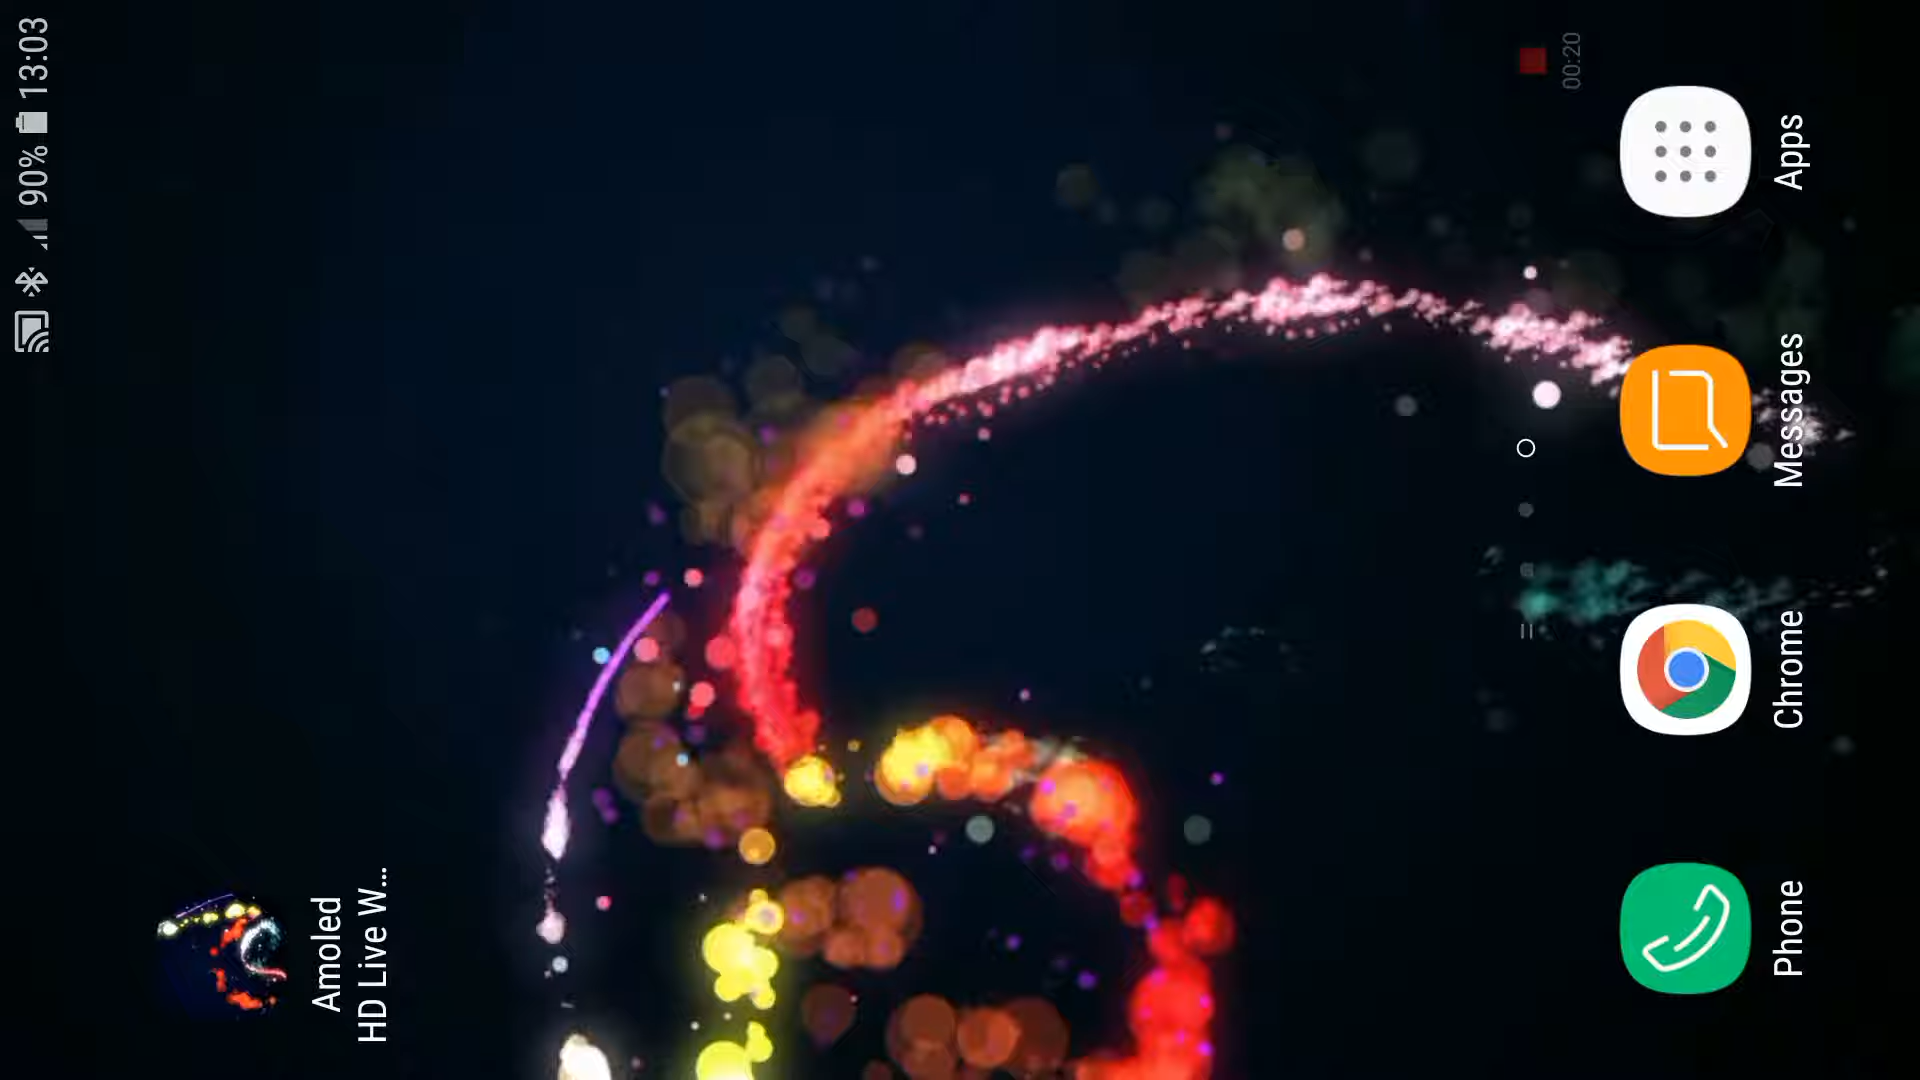 90% 13:03
00:20
Amoled
HD Live W...
Phone
Chrome
Messages
Apps